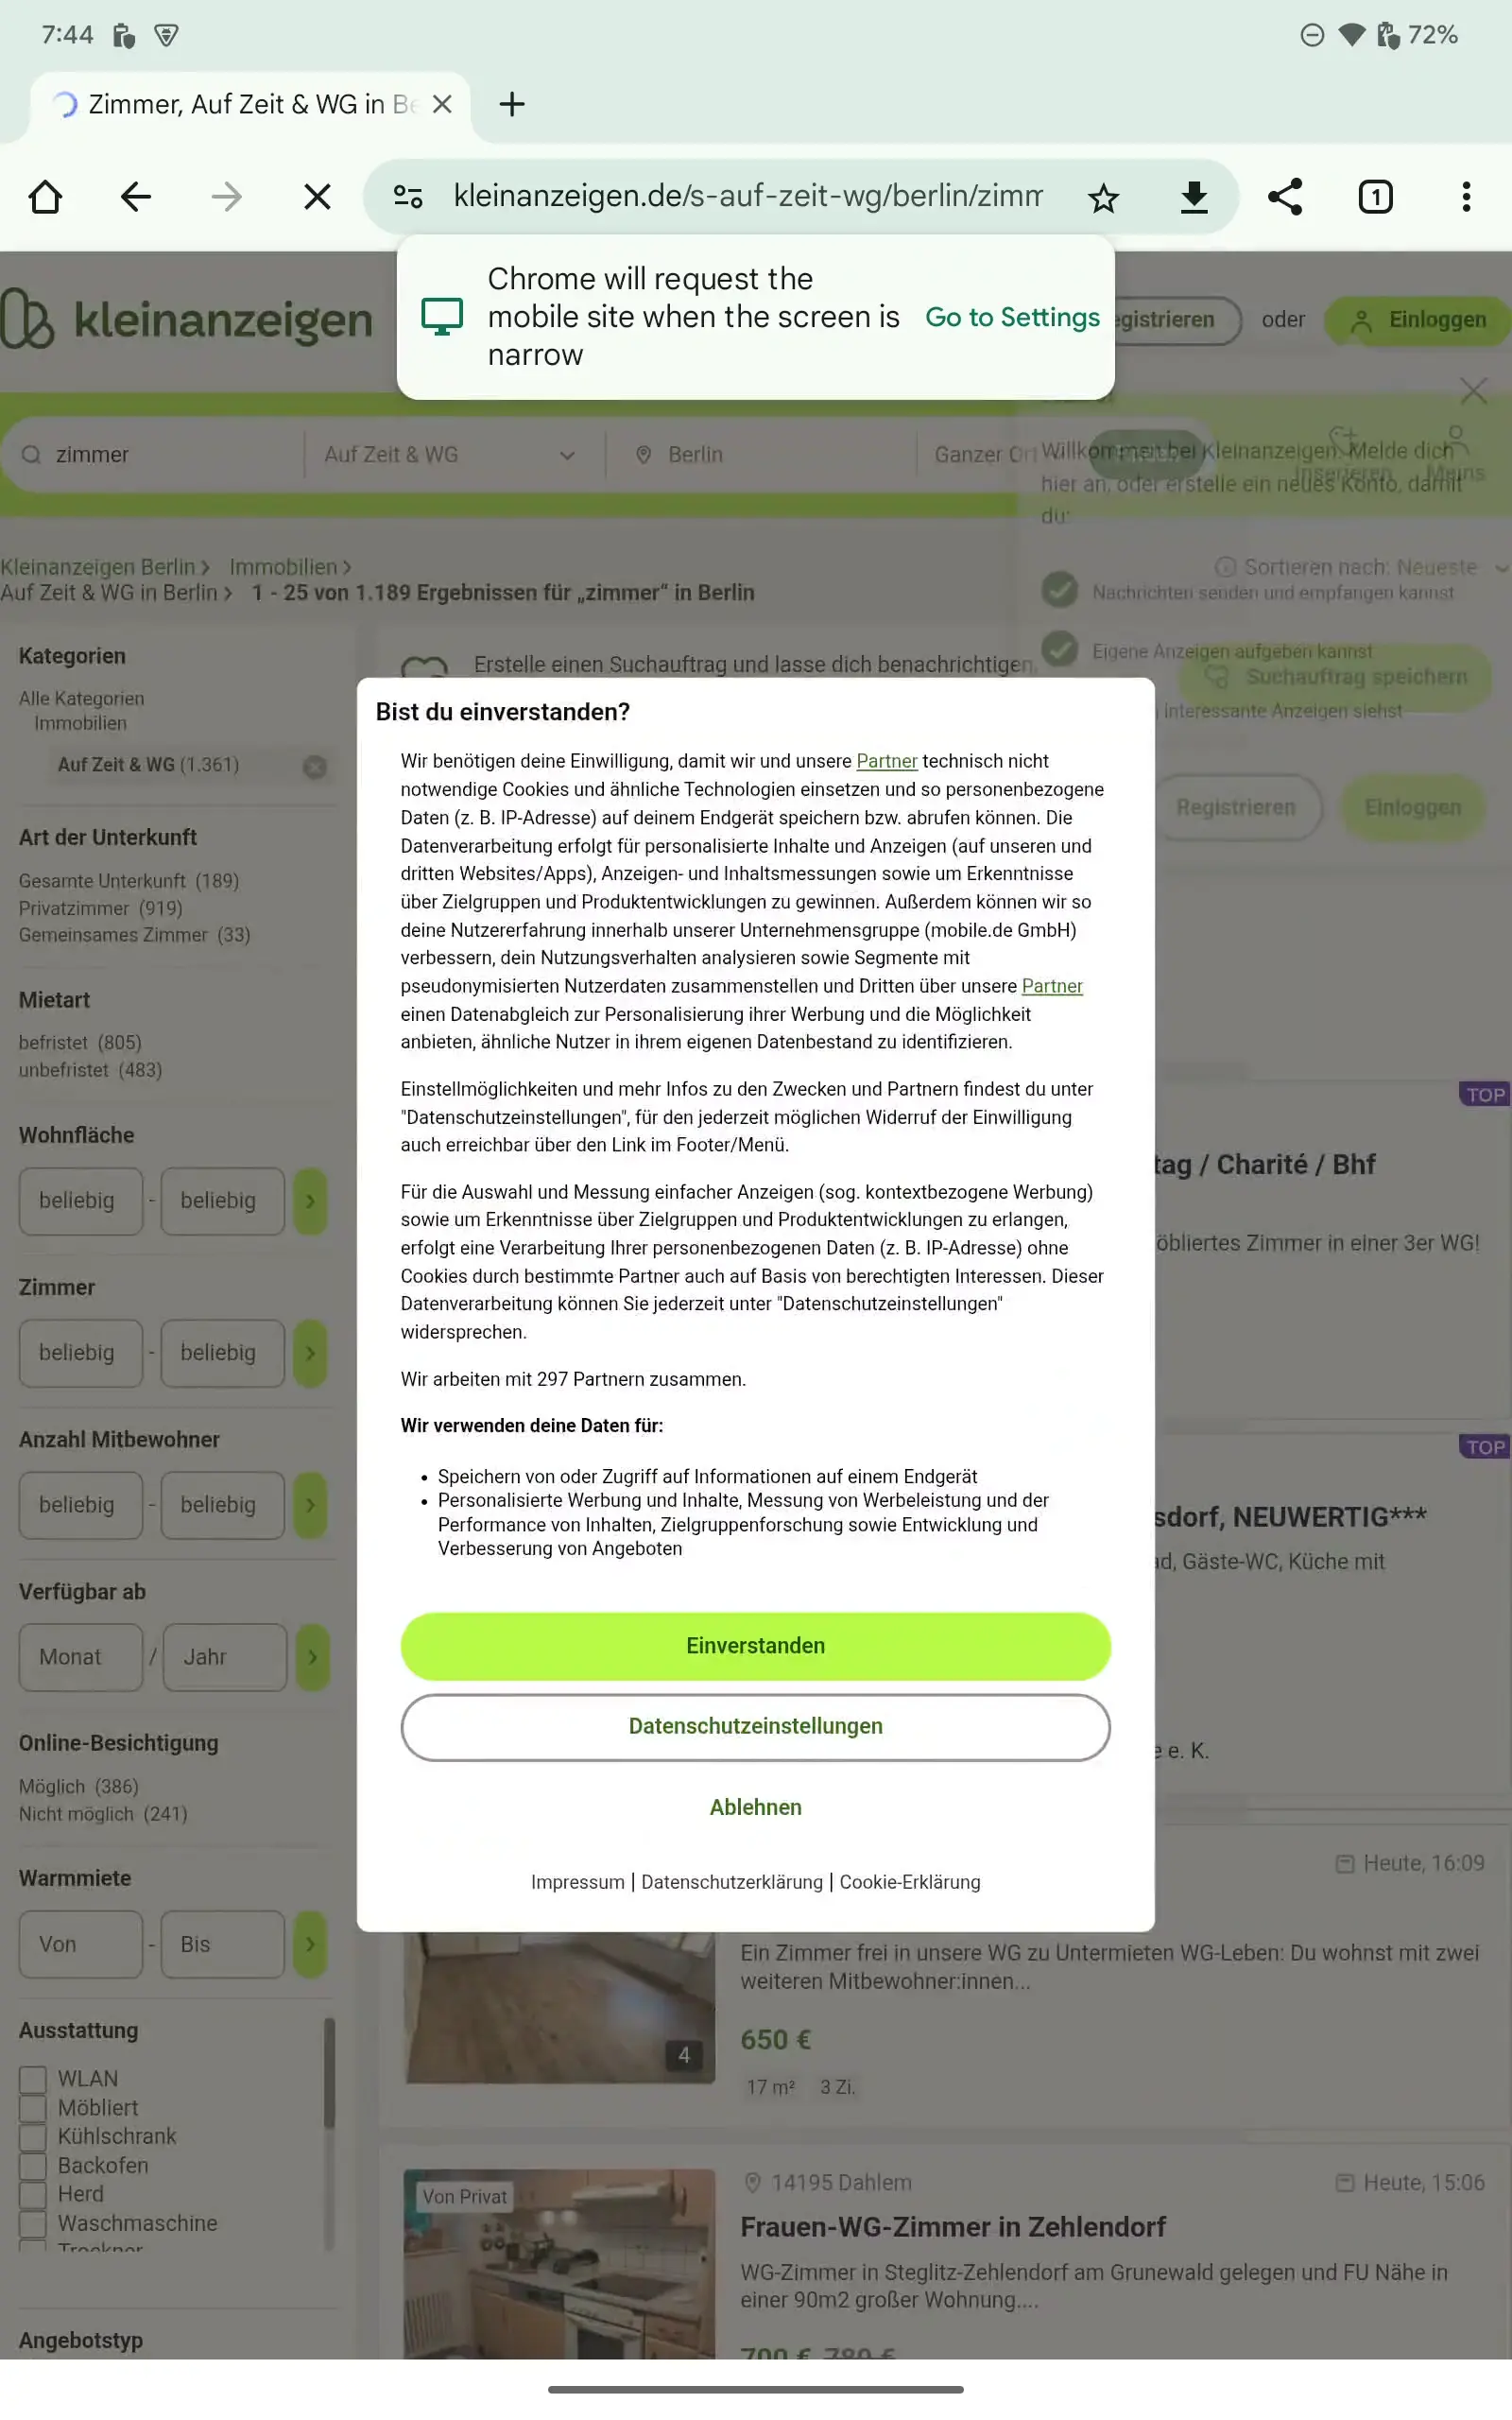 7:44
72%
Zimmer, Auf Zeit & WG in Be
kleinanzeigen.de/s-auf-zeit-wg/berlin/zimm
1
Chrome will request the
mobile site when the screen is
narrow
Go to Settings
kleinanzeigen
egistrieren
oder
Einloggen
zimmer
Auf Zeit & WG
Berlin
Ganzer Ort
Inserieren
Meins
Willkommen bei Kleinanzeigen. Melde dich
hier an, oder erstelle ein neues Konto, damit
du:
Kleinanzeigen Berlin
Immobilien
Sortieren nach: Neueste
Auf Zeit & WG in Berlin
1 - 25 von 1.189 Ergebnissen für „zimmer“ in Berlin
Nachrichten senden und empfangen kannst
Eigene Anzeigen aufgeben kannst
Erstelle einen Suchauftrag und lasse dich benachrichtigen,
Suchauftrag speichern
interessante Anzeigen siehst
Registrieren
Einloggen
Kategorien
Alle Kategorien
Immobilien
Auf Zeit & WG (1.361)
Art der Unterkunft
Gesamte Unterkunft (189)
Privatzimmer (919)
Gemeinsames Zimmer (33)
Mietart
befristet (805)
unbefristet (483)
Wohnfläche
beliebig - beliebig
Zimmer
beliebig - beliebig
Anzahl Mitbewohner
beliebig - beliebig
Verfügbar ab
Monat / Jahr
Online-Besichtigung
Möglich (386)
Nicht möglich (241)
Warmmiete
Von - Bis
Ausstattung
WLAN
Möbliert
Kühlschrank
Backofen
Herd
Waschmaschine
Trockner
Angebotstyp
Bist du einverstanden?
Wir benötigen deine Einwilligung, damit wir und unsere Partner technisch nicht
notwendige Cookies und ähnliche Technologien einsetzen und so personenbezogene
Daten (z. B. IP-Adresse) auf deinem Endgerät speichern bzw. abrufen können. Die
Datenverarbeitung erfolgt für personalisierte Inhalte und Anzeigen (auf unseren und
dritten Websites/Apps), Anzeigen- und Inhaltsmessungen sowie um Erkenntnisse
über Zielgruppen und Produktentwicklungen zu gewinnen. Außerdem können wir so
deine Nutzererfahrung innerhalb unserer Unternehmensgruppe (mobile.de GmbH)
verbessern, dein Nutzungsverhalten analysieren sowie Segmente mit
pseudonymisierten Nutzerdaten zusammenstellen und Dritten über unsere Partner
einen Datenabgleich zur Personalisierung ihrer Werbung und die Möglichkeit
anbieten, ähnliche Nutzer in ihrem eigenen Datenbestand zu identifizieren.
Einstellmöglichkeiten und mehr Infos zu den Zwecken und Partnern findest du unter
"Datenschutzeinstellungen", für den jederzeit möglichen Widerruf der Einwilligung
auch erreichbar über den Link im Footer/Menü.
Für die Auswahl und Messung einfacher Anzeigen (sog. kontextbezogene Werbung)
sowie um Erkenntnisse über Zielgruppen und Produktentwicklungen zu erlangen,
erfolgt eine Verarbeitung Ihrer personenbezogenen Daten (z. B. IP-Adresse) ohne
Cookies durch bestimmte Partner auch auf Basis von berechtigten Interessen. Dieser
Datenverarbeitung können Sie jederzeit unter "Datenschutzeinstellungen"
widersprechen.
Wir arbeiten mit 297 Partnern zusammen.
Wir verwenden deine Daten für:
• Speichern von oder Zugriff auf Informationen auf einem Endgerät
• Personalisierte Werbung und Inhalte, Messung von Werbeleistung und der
Performance von Inhalten, Zielgruppenforschung sowie Entwicklung und
Verbesserung von Angeboten
Einverstanden
Datenschutzeinstellungen
Ablehnen
Impressum | Datenschutzerklärung | Cookie-Erklärung
TOP
tag / Charité / Bhf
öbliertes Zimmer in einer 3er WG!
TOP
sdorf, NEUWERTIG***
ad, Gäste-WC, Küche mit
e e. K.
Heute, 16:09
Ein Zimmer frei in unsere WG zu Untermieten WG-Leben: Du wohnst mit zwei
weiteren Mitbewohner:innen...
650 €
4
17 m² 3 Zi.
Von Privat
14195 Dahlem
Heute, 15:06
Frauen-WG-Zimmer in Zehlendorf
WG-Zimmer in Steglitz-Zehlendorf am Grunewald gelegen und FU Nähe in
einer 90m2 großer Wohnung....
700 € 780 €